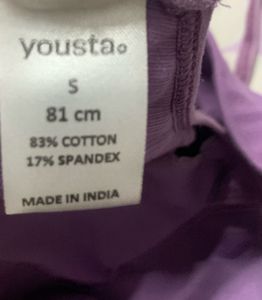 yousta
S
81 cm
83% COTTON
17% SPANDEX
MADE IN INDIA